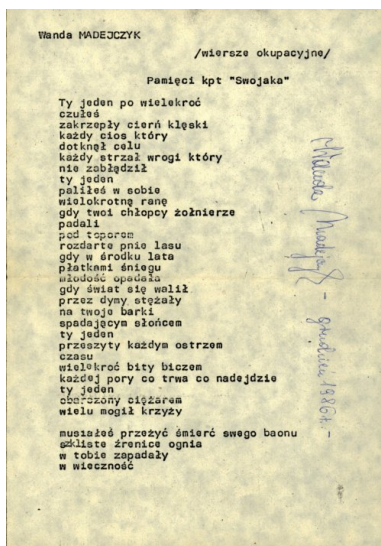 Wanda MADEJCZYK
/wiersze okupacyjne/
Pamięci kpt "Swojaka"
Ty jeden po wielekroć
czułeś
zakrzepły cierń klęski
każdy cios który
dotknął celu
każdy strzał wrogi który
nie zabłądził
ty jeden
paliłeś w sobie
wielokrotną ranę
gdy twoi chłopcy żołnierze
padali
pod toporem
rozdarte pnie lasu
gdy w środku lata
płatkami śniegu
młodość opadała
gdy świat się walił
przez dymy stężały
na twoje barki
spadającym słońcem
ty jeden
przeszyty każdym ostrzem
czasu
wielekroć bity biczem
każdej pory co trwa co nadejdzie
ty jeden
obarczony ciężarem
wielu mogił krzyży
musiałeś przeżyć śmierć swego baonu
szkliste źrenice ognia
w tobie zapadały
w wieczność
Wanda Madejczyk – grudzień 1986 r. –